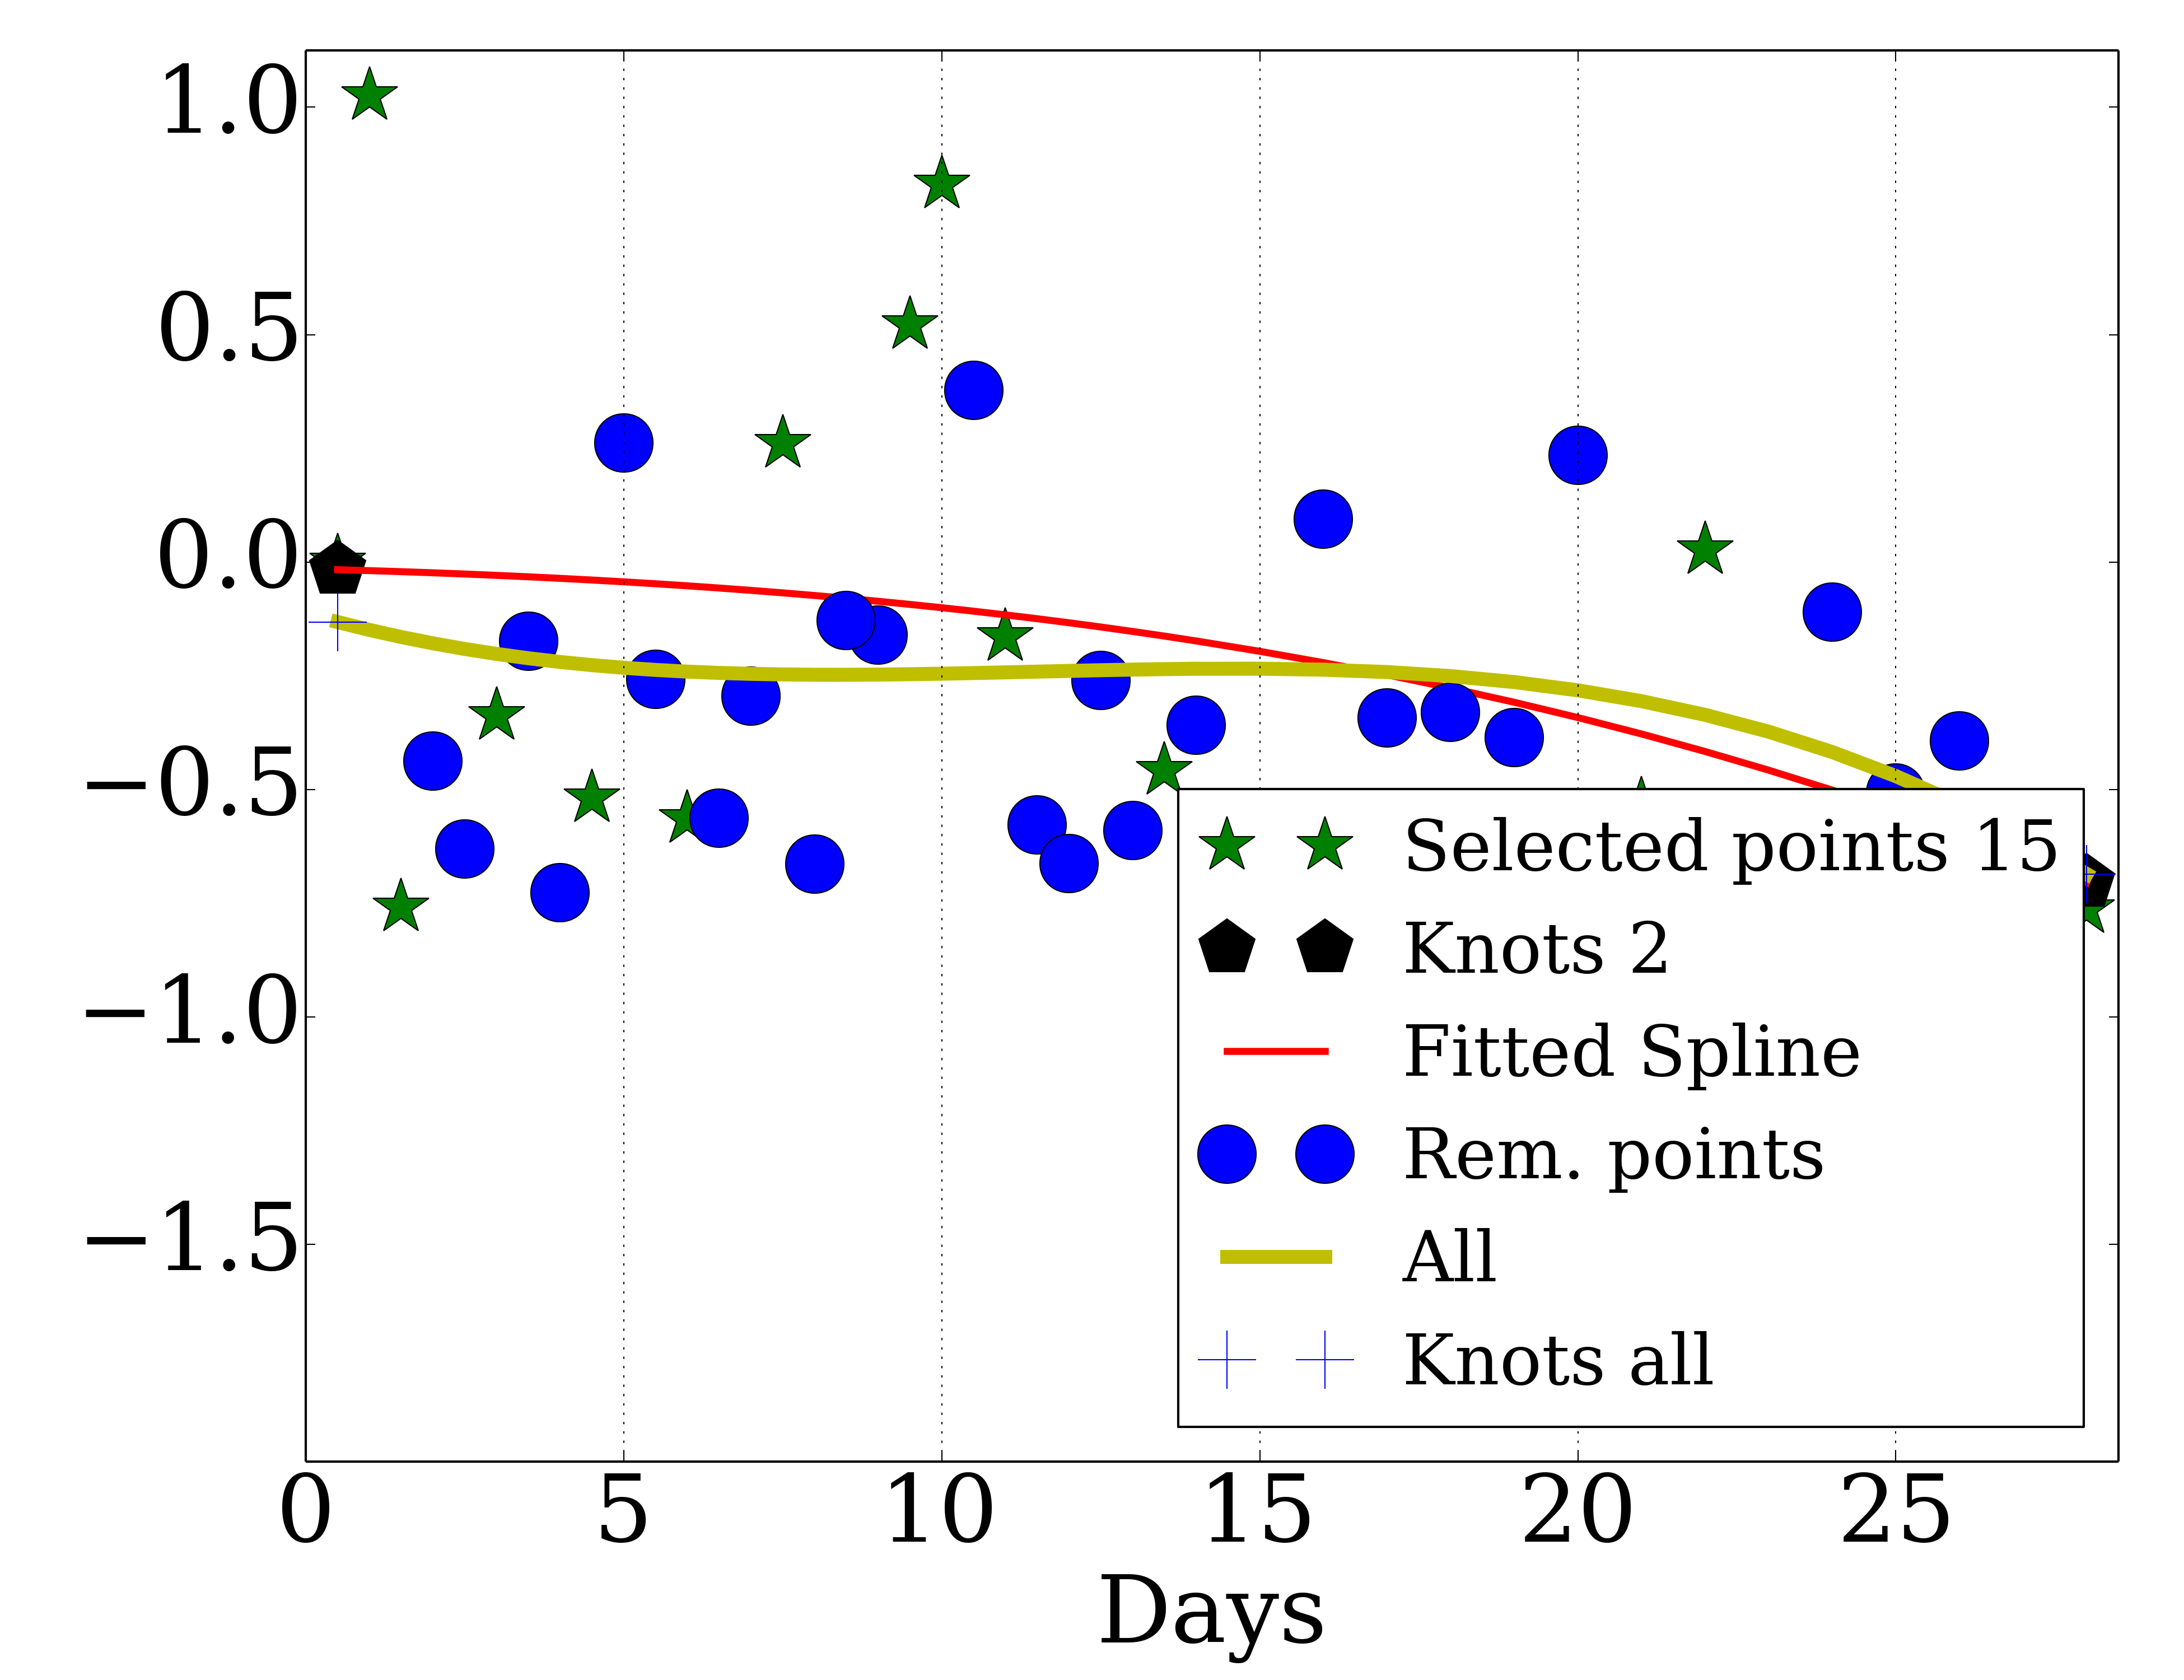 1.0
0.5
0.0
−0.5
−1.0
−1.5
Selected points 15
Knots 2
Fitted Spline
Rem. points
All
Knots all
0 5 10 15 20 25
Days